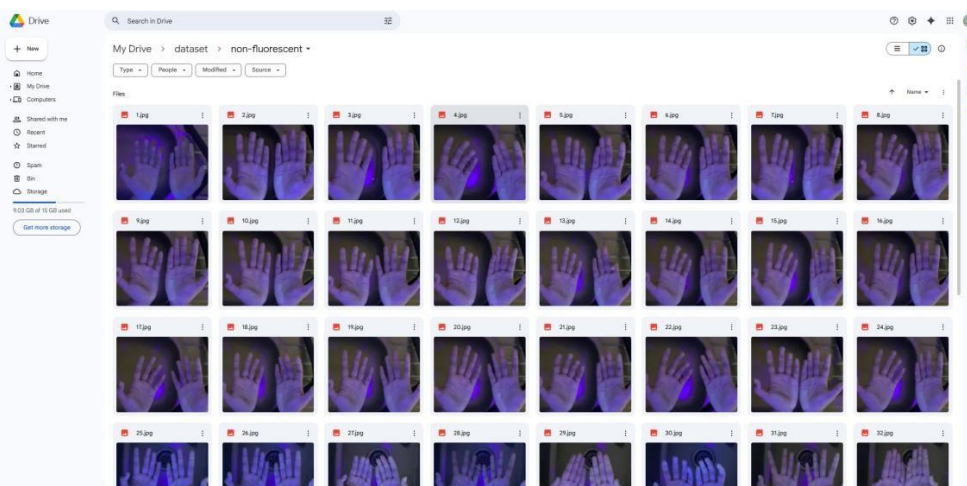 Drive
Search in Drive
New
Home
My Drive
Computers
Shared with me
Recent
Starred
Spam
Bin
Storage
9.03 GB of 15 GB used
Get more storage
My Drive > dataset > non-fluorescent
Type
People
Modified
Source
Files
Name
1.jpg
2.jpg
3.jpg
4.jpg
5.jpg
6.jpg
7.jpg
8.jpg
9.jpg
10.jpg
11.jpg
12.jpg
13.jpg
14.jpg
15.jpg
16.jpg
17.jpg
18.jpg
19.jpg
20.jpg
21.jpg
22.jpg
23.jpg
24.jpg
25.jpg
26.jpg
27.jpg
28.jpg
29.jpg
30.jpg
31.jpg
32.jpg